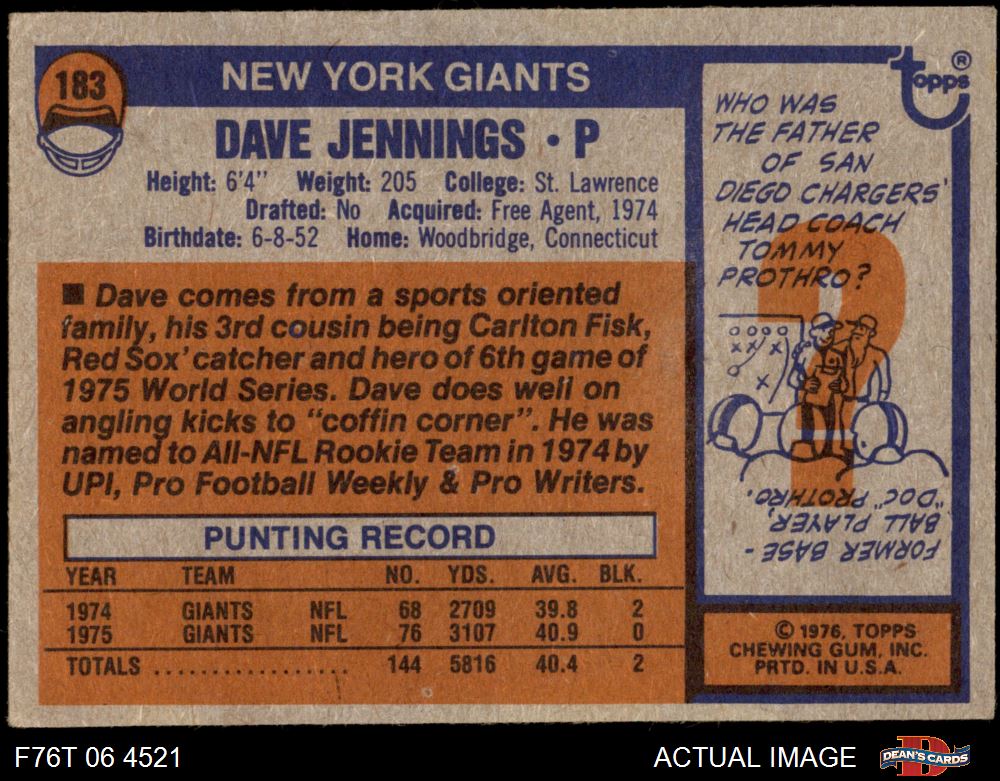 183
NEW YORK GIANTS
DAVE JENNINGS • P
Height: 6'4" Weight: 205 College: St. Lawrence
Drafted: No Acquired: Free Agent, 1974
Birthdate: 6-8-52 Home: Woodbridge, Connecticut
■ Dave comes from a sports oriented
family, his 3rd cousin being Carlton Fisk,
Red Sox' catcher and hero of 6th game of
1975 World Series. Dave does well on
angling kicks to "coffin corner". He was
named to All-NFL Rookie Team in 1974 by
UPI, Pro Football Weekly & Pro Writers.
PUNTING RECORD
YEAR TEAM NO. YDS. AVG. BLK.
1974 GIANTS NFL 68 2709 39.8 2
1975 GIANTS NFL 76 3107 40.9 0
TOTALS .................. 144 5816 40.4 2
topps®
WHO WAS
THE FATHER
OF SAN
DIEGO CHARGERS'
HEAD COACH
TOMMY
PROTHRO?
?
FORMER BASE-
BALL PLAYER,
"DOC" PROTHRO.
© 1976, TOPPS
CHEWING GUM, INC.
PRTD. IN U.S.A.
F76T 06 4521
ACTUAL IMAGE
DEAN'S CARDS